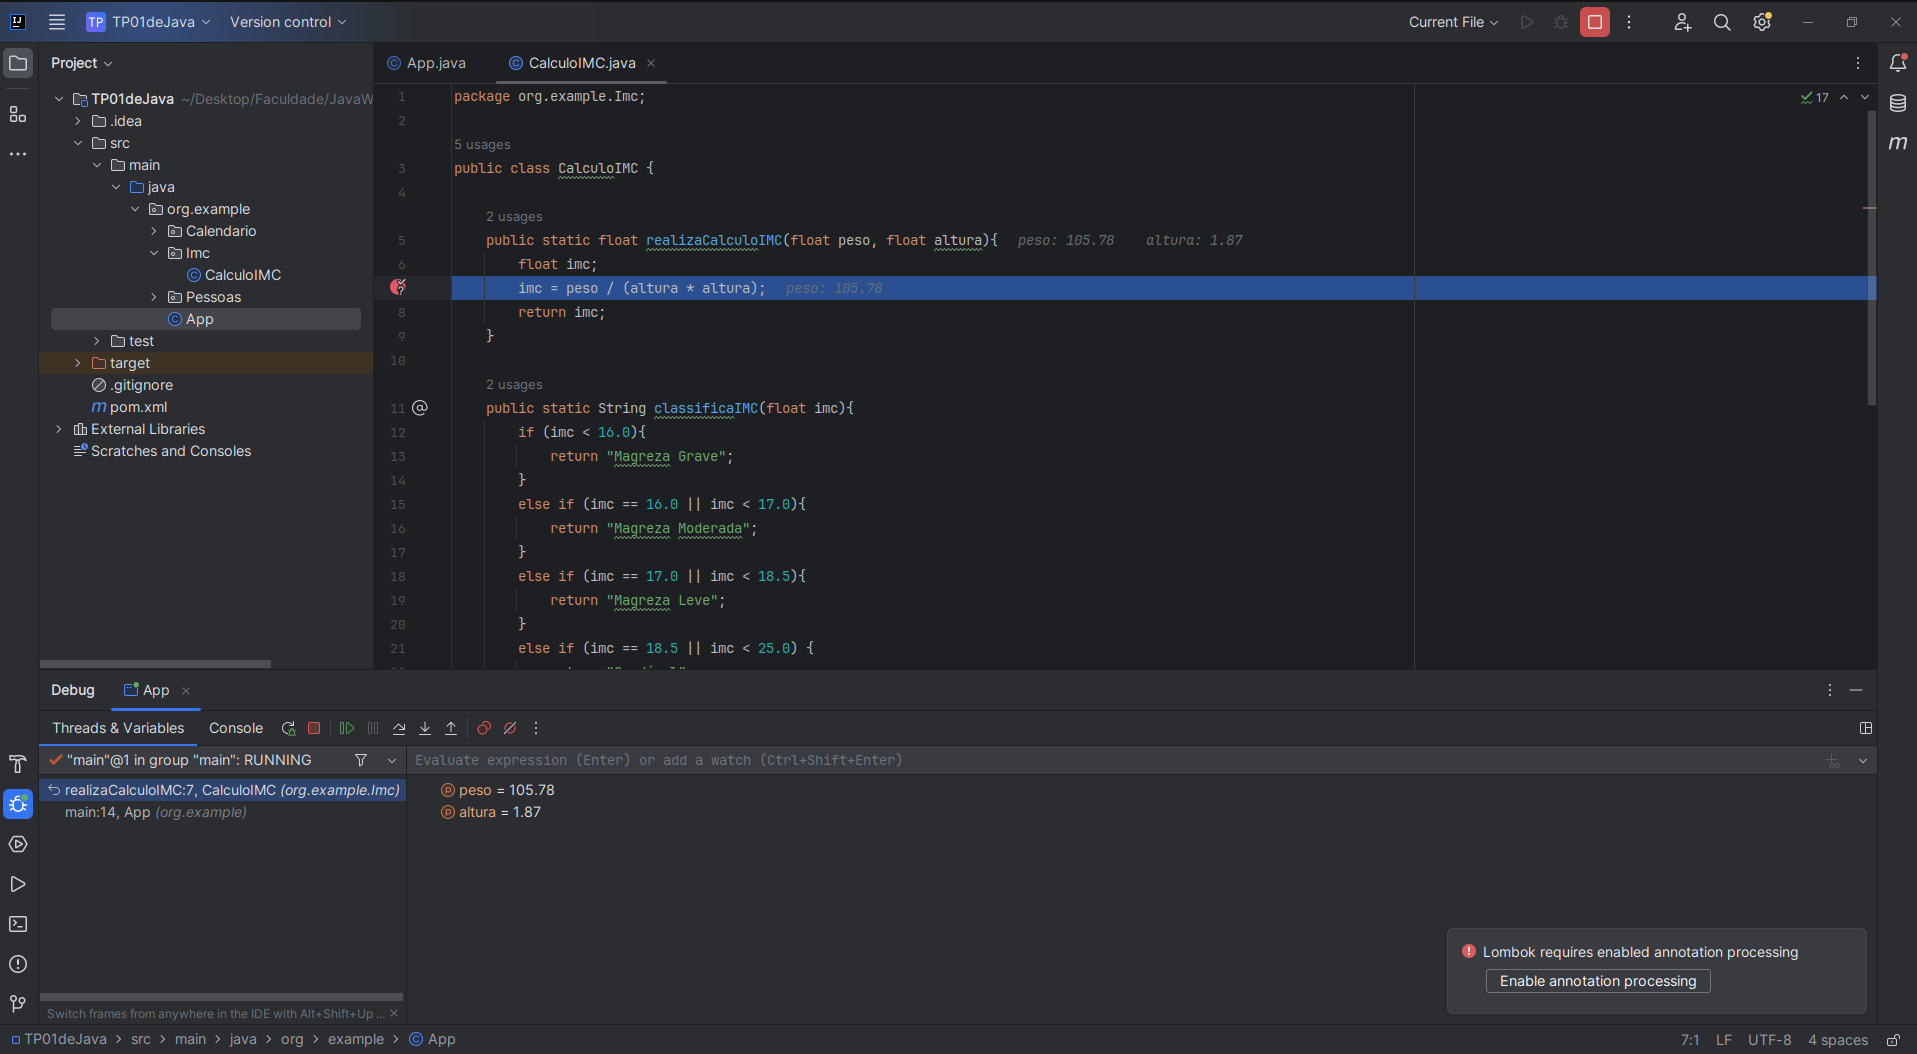 TP TP01deJava Version control Current File
Project
App.java CalculoIMC.java
TP01deJava ~/Desktop/Faculdade/JavaW
.idea
src
main
java
org.example
Calendario
Imc
CalculoIMC
Pessoas
App
test
target
.gitignore
m pom.xml
External Libraries
Scratches and Consoles
17
1 package org.example.Imc;
2
5 usages
3 public class CalculoIMC {
4
2 usages
5 public static float realizaCalculoIMC(float peso, float altura){ peso: 105.78 altura: 1.87
6 float imc;
imc = peso / (altura * altura); peso: 105.78
8 return imc;
9 }
10
2 usages
11 @ public static String classificaIMC(float imc){
12 if (imc < 16.0){
13 return "Magreza Grave";
14 }
15 else if (imc == 16.0 || imc < 17.0){
16 return "Magreza Moderada";
17 }
18 else if (imc == 17.0 || imc < 18.5){
19 return "Magreza Leve";
20 }
21 else if (imc == 18.5 || imc < 25.0) {
m
Debug App
Threads & Variables Console
"main"@1 in group "main": RUNNING
Evaluate expression (Enter) or add a watch (Ctrl+Shift+Enter)
realizaCalculoIMC:7, CalculoIMC (org.example.Imc)
main:14, App (org.example)
peso = 105.78
altura = 1.87
Lombok requires enabled annotation processing
Enable annotation processing
Switch frames from anywhere in the IDE with Alt+Shift+Up ...
TP01deJava > src > main > java > org > example > App
7:1 LF UTF-8 4 spaces